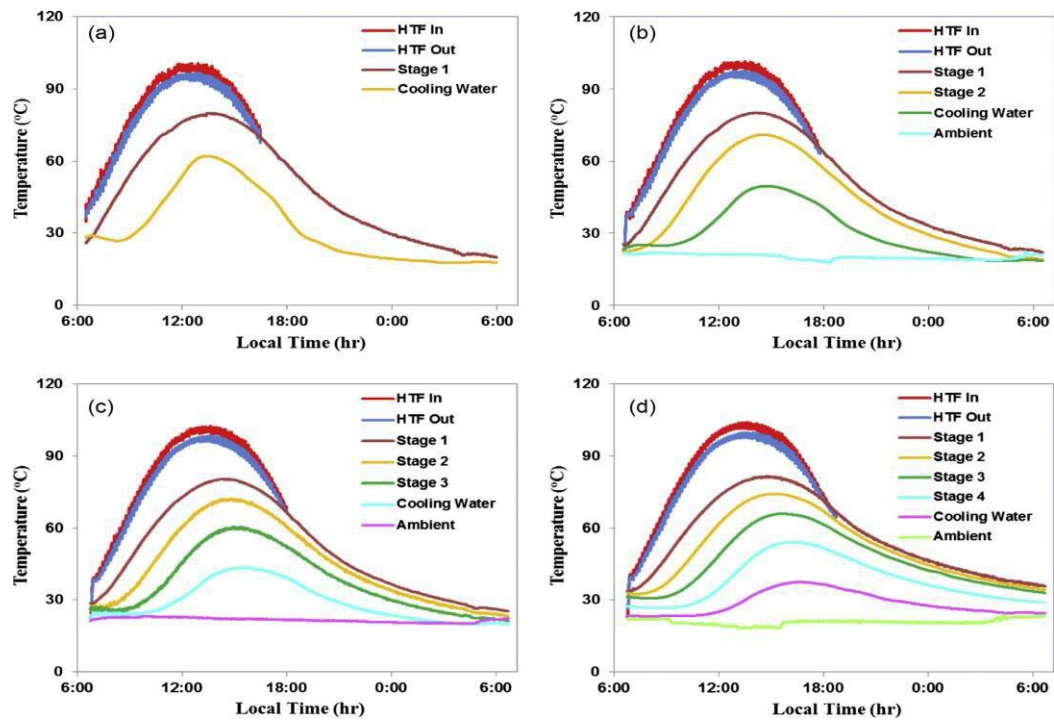 (a)
HTF In
HTF Out
Stage 1
Cooling Water
120
90
60
30
0
Temperature (°C)
6:00 12:00 18:00 0:00 6:00
Local Time (hr)
(b)
HTF In
HTF Out
Stage 1
Stage 2
Cooling Water
Ambient
120
90
60
30
0
Temperature (°C)
6:00 12:00 18:00 0:00 6:00
Local Time (hr)
(c)
HTF In
HTF Out
Stage 1
Stage 2
Stage 3
Cooling Water
Ambient
120
90
60
30
0
Temperature (°C)
6:00 12:00 18:00 0:00 6:00
Local Time (hr)
(d)
HTF In
HTF Out
Stage 1
Stage 2
Stage 3
Stage 4
Cooling Water
Ambient
120
90
60
30
0
Temperature (°C)
6:00 12:00 18:00 0:00 6:00
Local Time (hr)